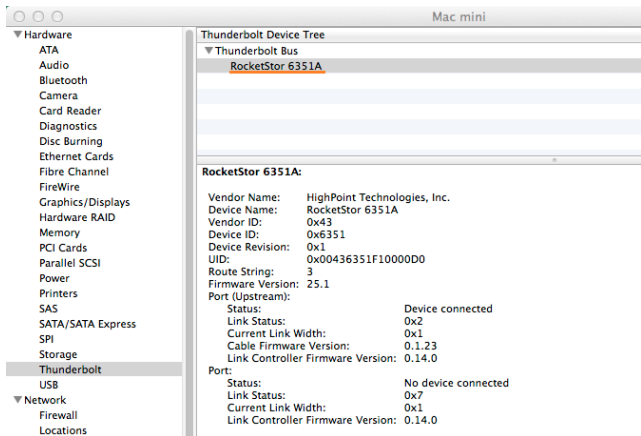 Mac mini
Hardware
ATA
Audio
Bluetooth
Camera
Card Reader
Diagnostics
Disc Burning
Ethernet Cards
Fibre Channel
FireWire
Graphics/Displays
Hardware RAID
Memory
PCI Cards
Parallel SCSI
Power
Printers
SAS
SATA/SATA Express
SPI
Storage
Thunderbolt
USB
Network
Firewall
Locations
Thunderbolt Device Tree
Thunderbolt Bus
RocketStor 6351A
RocketStor 6351A:
Vendor Name: HighPoint Technologies, Inc.
Device Name: RocketStor 6351A
Vendor ID: 0x43
Device ID: 0x6351
Device Revision: 0x1
UID: 0x00436351F10000D0
Route String: 3
Firmware Version: 25.1
Port (Upstream):
Status: Device connected
Link Status: 0x2
Current Link Width: 0x1
Cable Firmware Version: 0.1.23
Link Controller Firmware Version: 0.14.0
Port:
Status: No device connected
Link Status: 0x7
Current Link Width: 0x1
Link Controller Firmware Version: 0.14.0